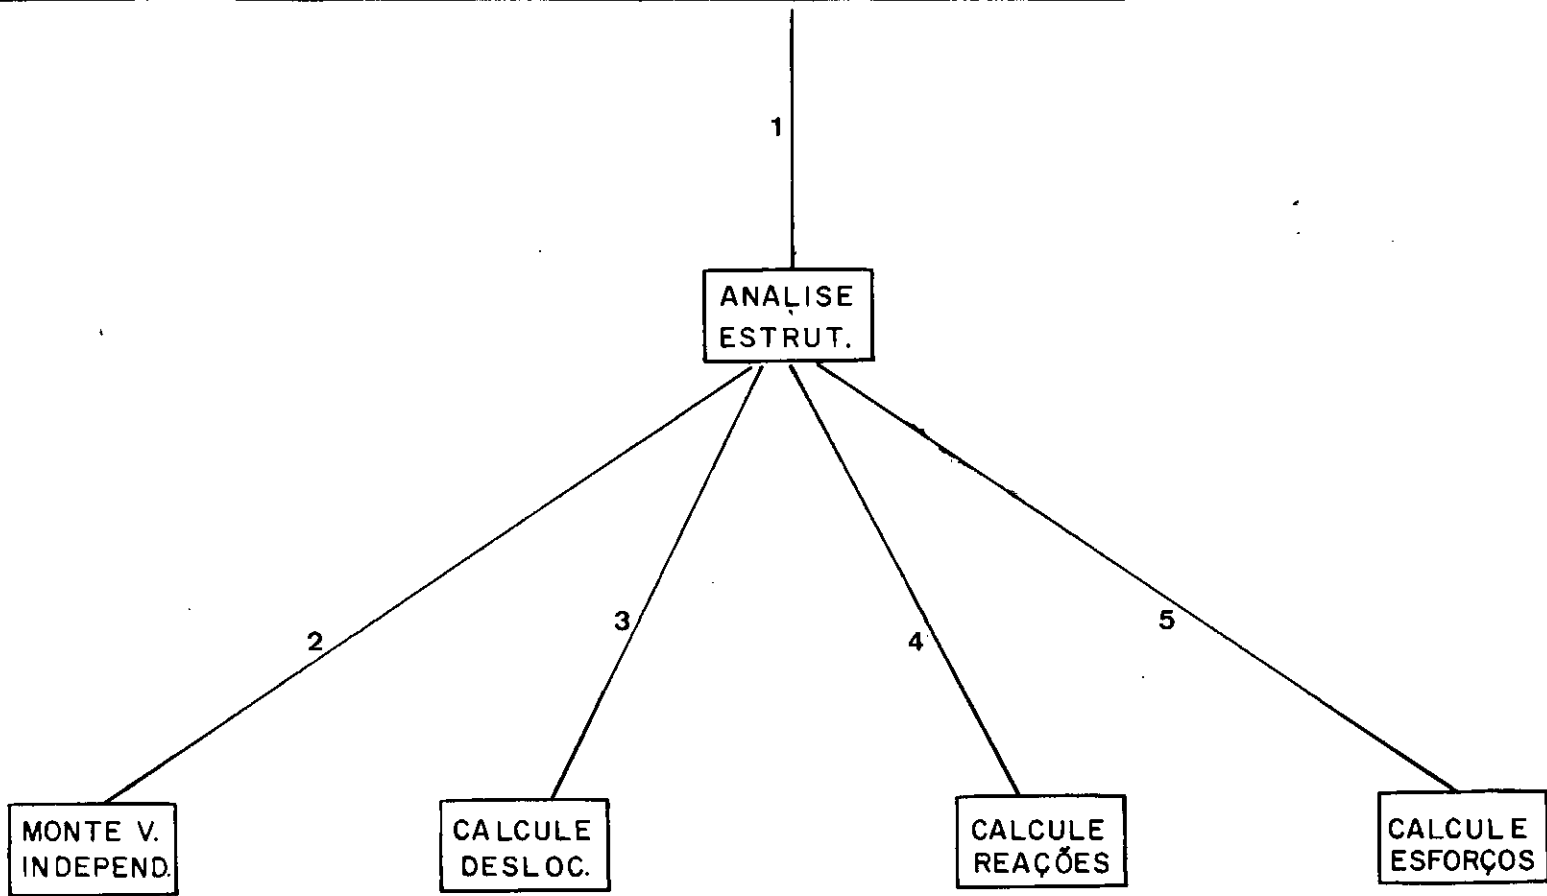 1
ANALISE
ESTRUT.
2
3
4
5
MONTE V.
INDEPEND.
CALCULE
DESLOC.
CALCULE
REAÇÕES
CALCULE
ESFORÇOS